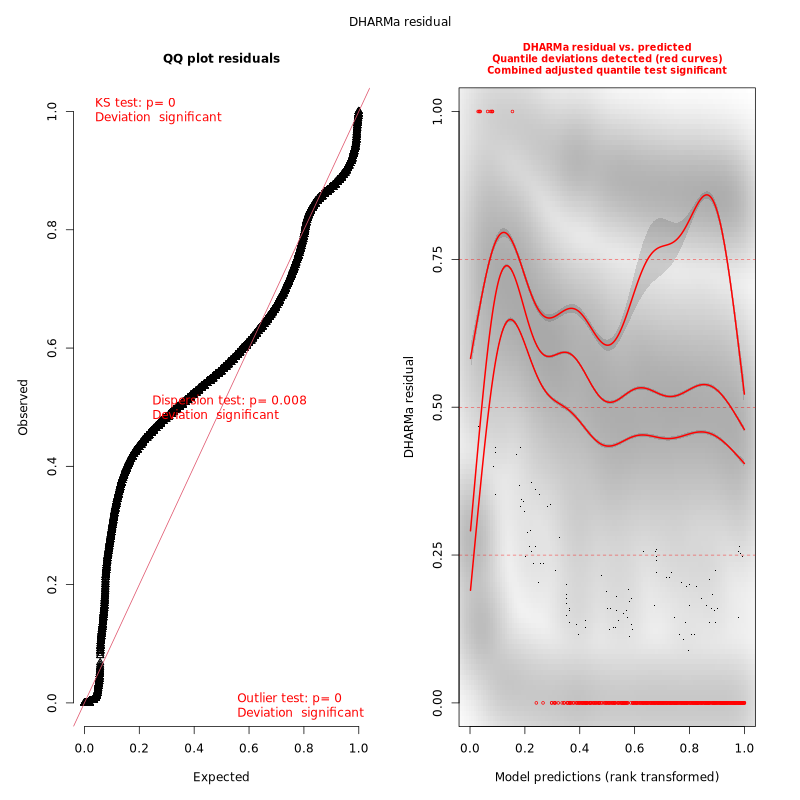 DHARMa residual
QQ plot residuals
KS test: p= 0
Deviation  significant
Dispersion test: p= 0.008
Deviation  significant
Outlier test: p= 0
Deviation  significant
Observed
0.0
0.2
0.4
0.6
0.8
1.0
0.0
0.2
0.4
0.6
0.8
1.0
Expected
DHARMa residual vs. predicted
Quantile deviations detected (red curves)
Combined adjusted quantile test significant
DHARMa residual
0.00
0.25
0.50
0.75
1.00
0.0
0.2
0.4
0.6
0.8
1.0
Model predictions (rank transformed)